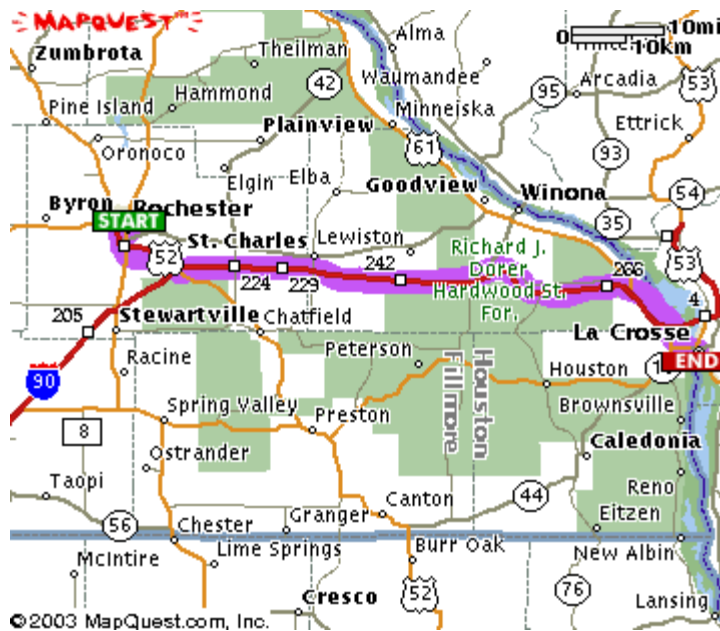 MAPQUEST
10mi
0
10km
Zumbrota
Theilman
Alma
Waumandee
Arcadia
53
95
42
Pine Island
Hammond
Minneiska
Ettrick
Plainview
61
93
Oronoco
Elgin
Elba
Goodview
Winona
54
Byron
Rochester
START
35
52
St. Charles
Lewiston
Richard J.
Dorer
Hardwood St.
For.
53
224
229
242
266
4
205
Stewartville
Chatfield
La Crosse
Racine
Peterson
END
90
Houston
Fillmore
Houston
Spring Valley
Preston
Brownsville
8
Ostrander
Caledonia
Taopi
Canton
44
Reno
56
Chester
Granger
Eitzen
McIntire
Lime Springs
Burr Oak
New Albin
Cresco
52
76
Lansing
©2003 MapQuest.com, Inc.